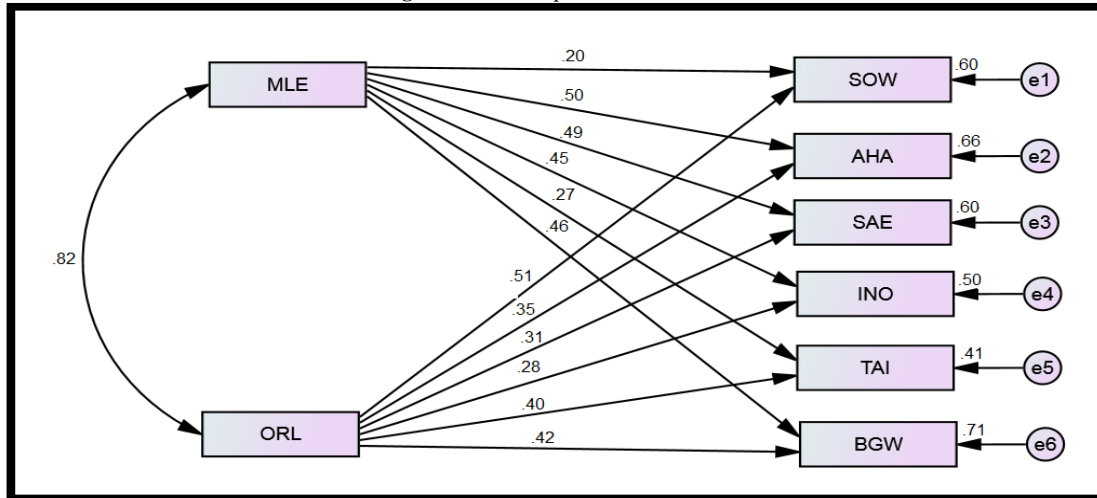 MLE
ORL
.82
.20
.50
.49
.45
.27
.46
.51
.35
.31
.28
.40
.42
SOW
.60
e1
AHA
.66
e2
SAE
.60
e3
INO
.50
e4
TAI
.41
e5
BGW
.71
e6